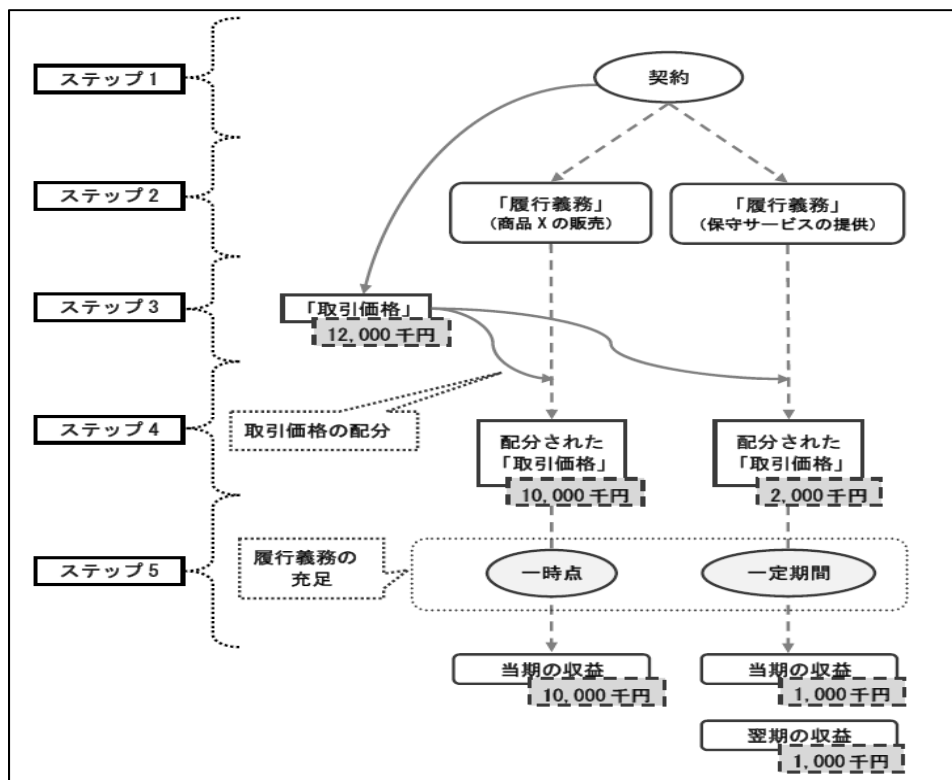 ステップ1
契約
ステップ2
「履行義務」
(商品Xの販売)
「履行義務」
(保守サービスの提供)
ステップ3
「取引価格」
12,000千円
ステップ4
取引価格の配分
配分された
「取引価格」
10,000千円
配分された
「取引価格」
2,000千円
ステップ5
履行義務の
充足
一時点
一定期間
当期の収益
10,000千円
当期の収益
1,000千円
翌期の収益
1,000千円